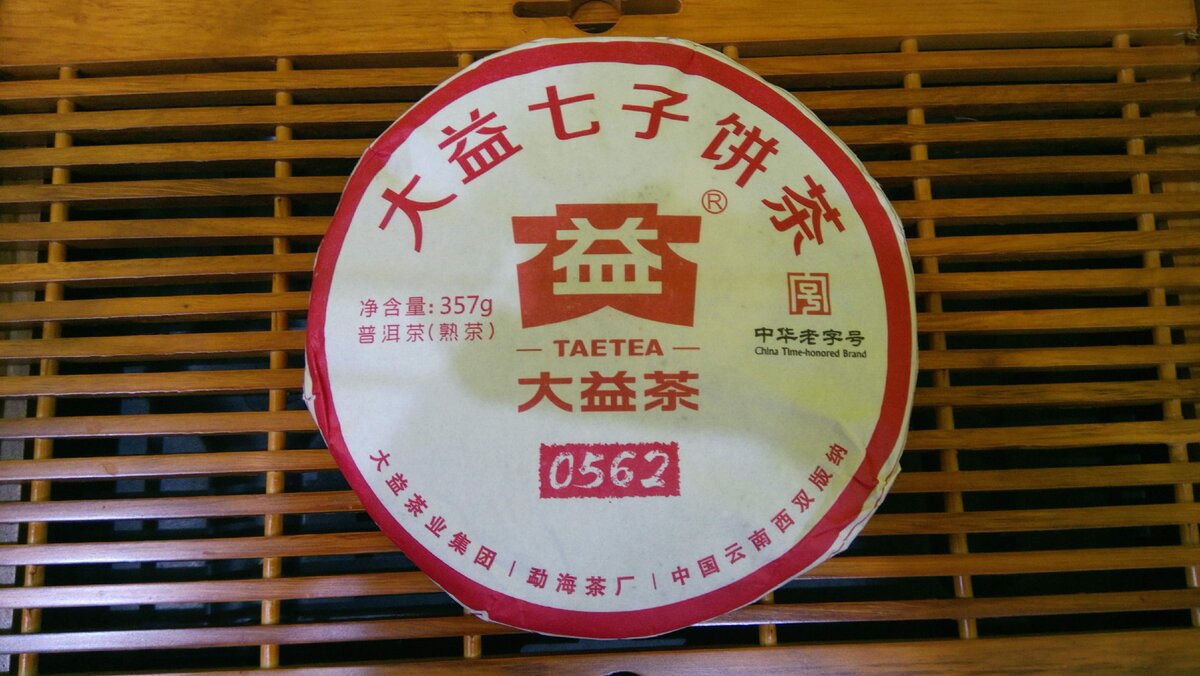 大益七子饼茶
益
®
净含量:357g
普洱茶(熟茶)
TAETEA
大益茶
中华老字号
China Time-honored Brand
0562
大益茶业集团 | 勐海茶厂 | 中国云南西双版纳